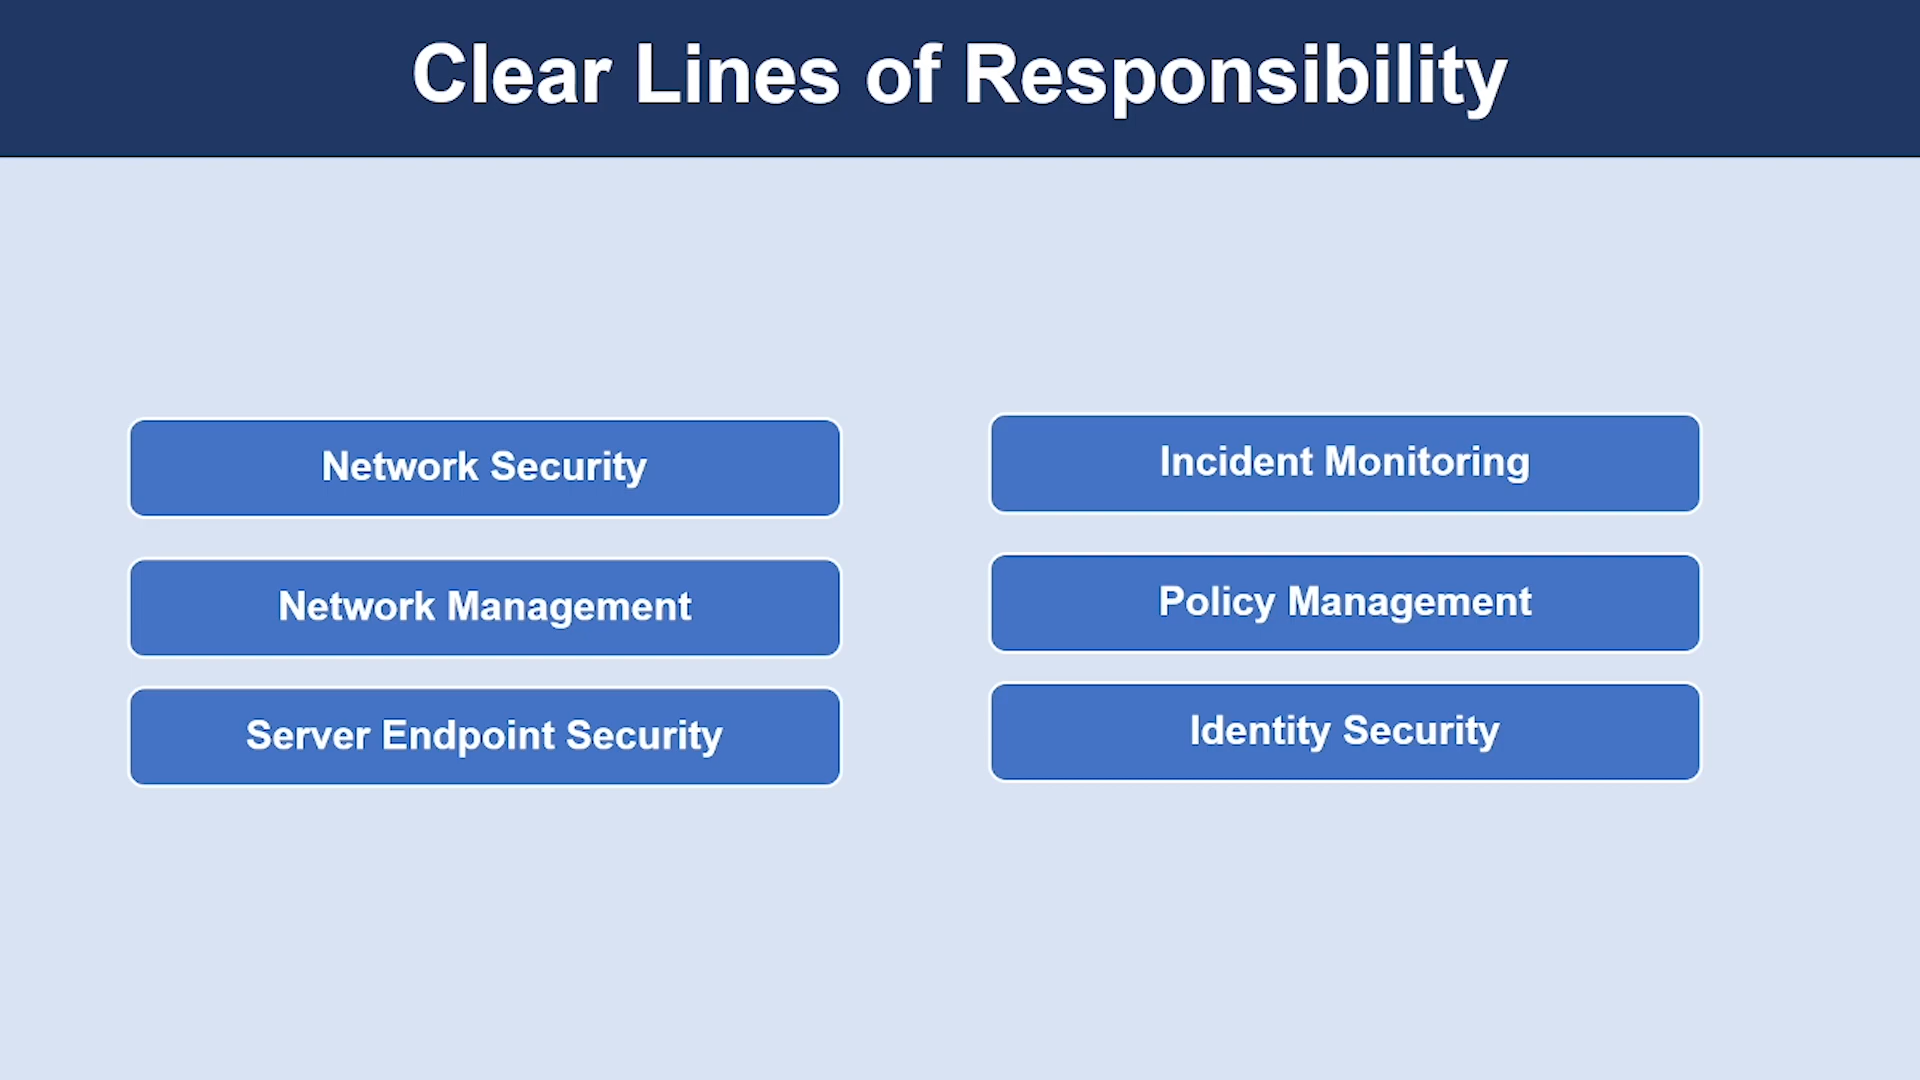 Clear Lines of Responsibility
Network Security
Network Management
Server Endpoint Security
Incident Monitoring
Policy Management
Identity Security